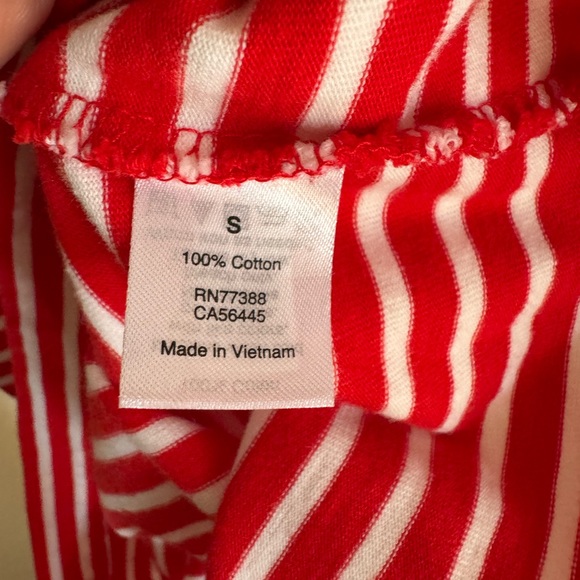 S
100% Cotton
RN77388
CA56445
Made in Vietnam